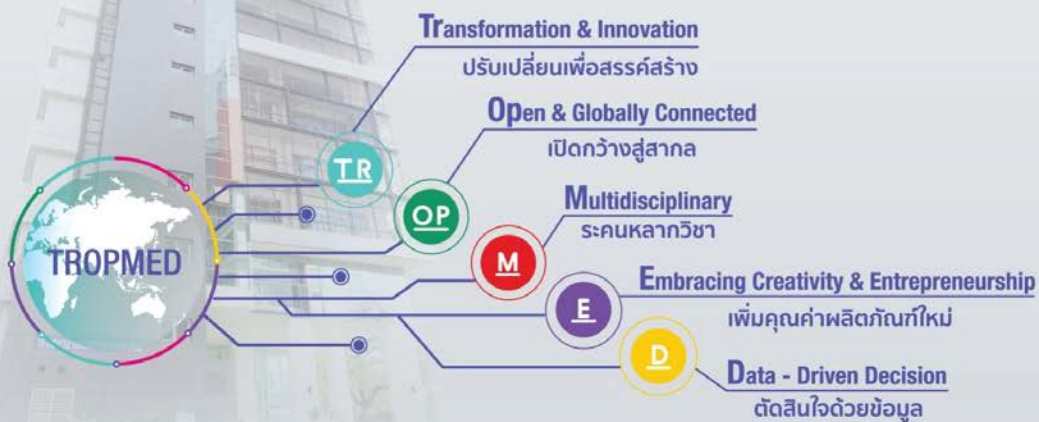 Transformation & Innovation
ปรับเปลี่ยนเพื่อสรรค์สร้าง
Open & Globally Connected
เปิดกว้างสู่สากล
TR
OP
Multidisciplinary
ระคนหลากวิชา
TROPMED
M
Embracing Creativity & Entrepreneurship
E
เพิ่มคุณค่าผลิตภัณฑ์ใหม่
D
Data - Driven Decision
ตัดสินใจด้วยข้อมูล